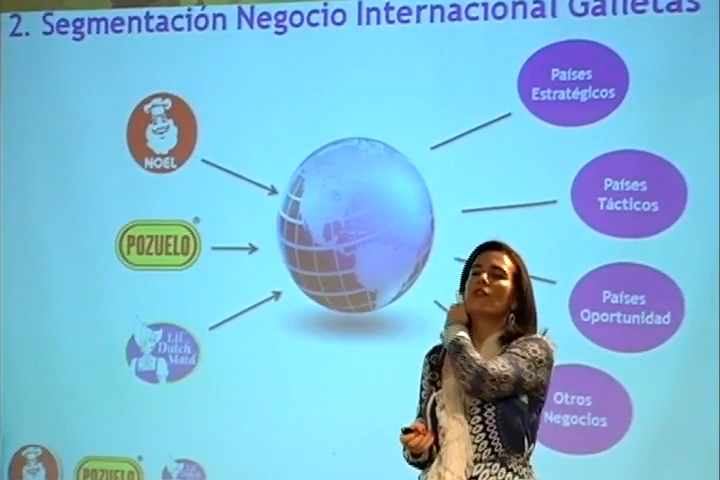 2. Segmentación Negocio Internacional Galletas
NOEL
POZUELO
®
Lil'
Dutch
Maid
Países
Estratégicos
Países
Tácticos
Países
Oportunidad
Otros
Negocios
POZUELO